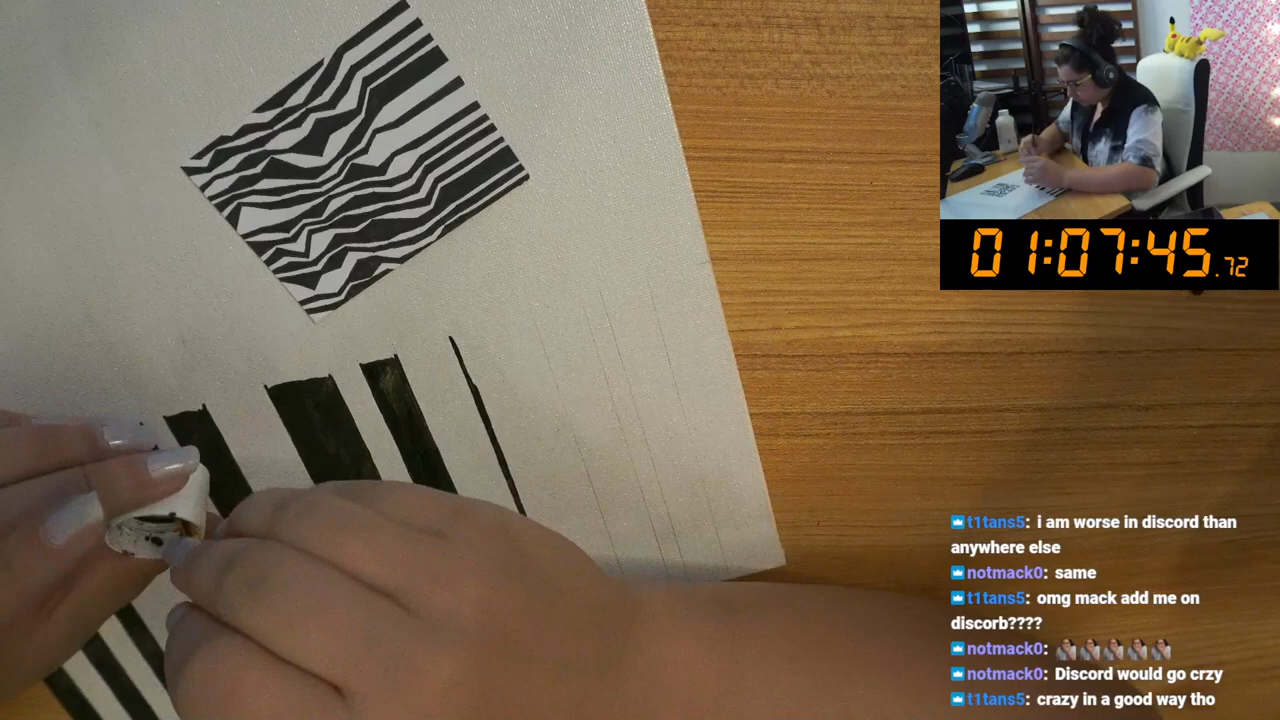 01:07:45.72
t1tans5: i am worse in discord than
anywhere else
notmack0: same
t1tans5: omg mack add me on
discorb????
notmack0:
notmack0: Discord would go crzy
t1tans5: crazy in a good way tho